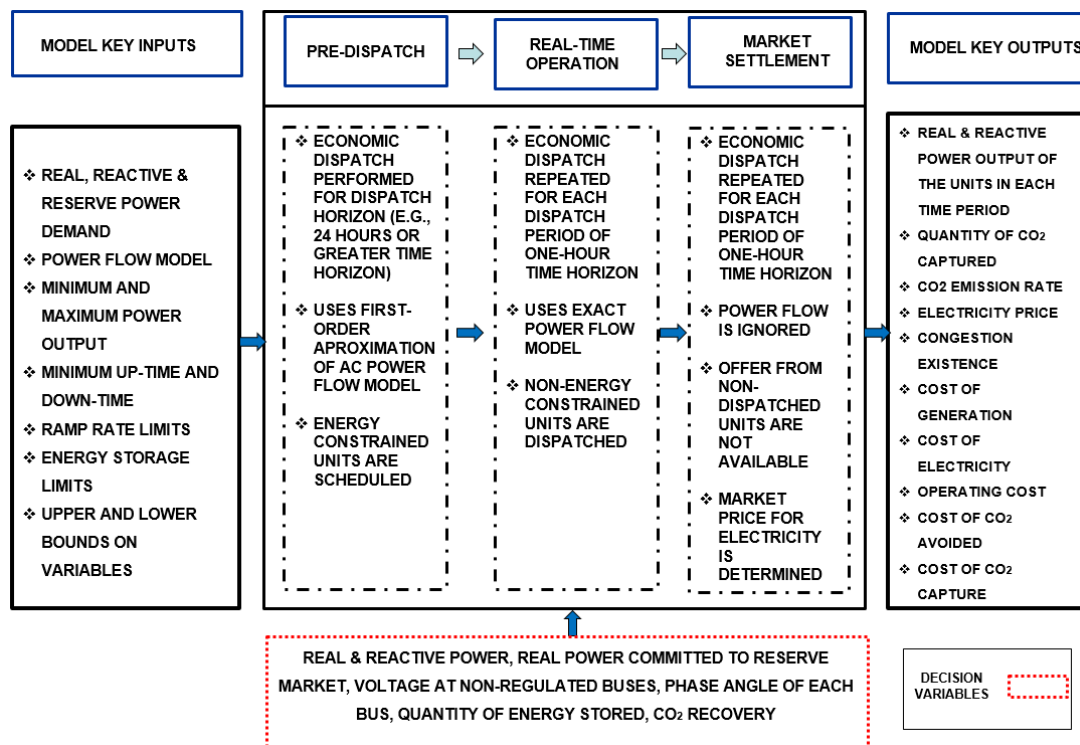 MODEL KEY INPUTS
❖ REAL, REACTIVE &
RESERVE POWER
DEMAND
❖ POWER FLOW MODEL
❖ MINIMUM AND
MAXIMUM POWER
OUTPUT
❖ MINIMUM UP-TIME AND
DOWN-TIME
❖ RAMP RATE LIMITS
❖ ENERGY STORAGE
LIMITS
❖ UPPER AND LOWER
BOUNDS ON
VARIABLES
PRE-DISPATCH
❖ ECONOMIC
DISPATCH
PERFORMED
FOR DISPATCH
HORIZON (E.G.,
24 HOURS OR
GREATER TIME
HORIZON)
❖ USES FIRST-
ORDER
APROXIMATION
OF AC POWER
FLOW MODEL
❖ ENERGY
CONSTRAINED
UNITS ARE
SCHEDULED
REAL-TIME
OPERATION
❖ ECONOMIC
DISPATCH
REPEATED
FOR EACH
DISPATCH
PERIOD OF
ONE-HOUR
TIME HORIZON
❖ USES EXACT
POWER FLOW
MODEL
❖ NON-ENERGY
CONSTRAINED
UNITS ARE
DISPATCHED
MARKET
SETTLEMENT
❖ ECONOMIC
DISPATCH
REPEATED
FOR EACH
DISPATCH
PERIOD OF
ONE-HOUR
TIME HORIZON
❖ POWER FLOW
IS IGNORED
❖ OFFER FROM
NON-
DISPATCHED
UNITS ARE
NOT
AVAILABLE
❖ MARKET
PRICE FOR
ELECTRICITY
IS
DETERMINED
MODEL KEY OUTPUTS
❖ REAL & REACTIVE
POWER OUTPUT OF
THE UNITS IN EACH
TIME PERIOD
❖ QUANTITY OF CO₂
CAPTURED
❖ CO2 EMISSION RATE
❖ ELECTRICITY PRICE
❖ CONGESTION
EXISTENCE
❖ COST OF
GENERATION
❖ COST OF
ELECTRICITY
❖ OPERATING COST
❖ COST OF CO₂
AVOIDED
❖ COST OF CO₂
CAPTURE
REAL & REACTIVE POWER, REAL POWER COMMITTED TO RESERVE
MARKET, VOLTAGE AT NON-REGULATED BUSES, PHASE ANGLE OF EACH
BUS, QUANTITY OF ENERGY STORED, CO₂ RECOVERY
DECISION
VARIABLES